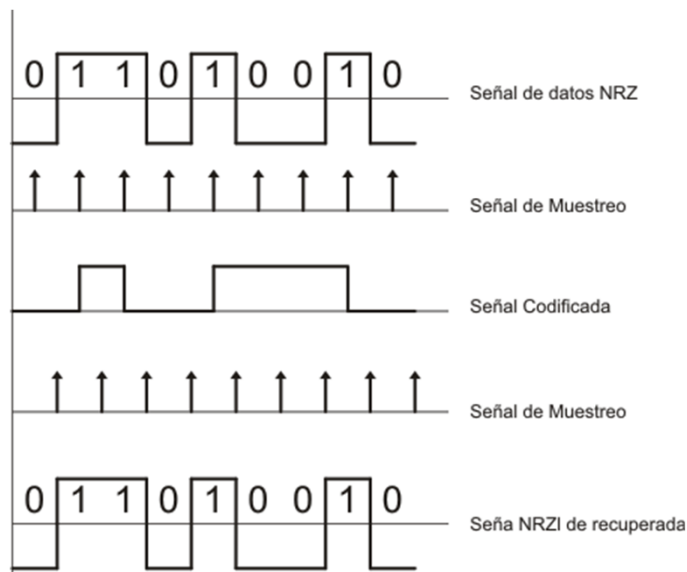 0 1 1 0 1 0 0 1 0
Señal de datos NRZ
Señal de Muestreo
Señal Codificada
Señal de Muestreo
0 1 1 0 1 0 0 1 0
Seña NRZI de recuperada